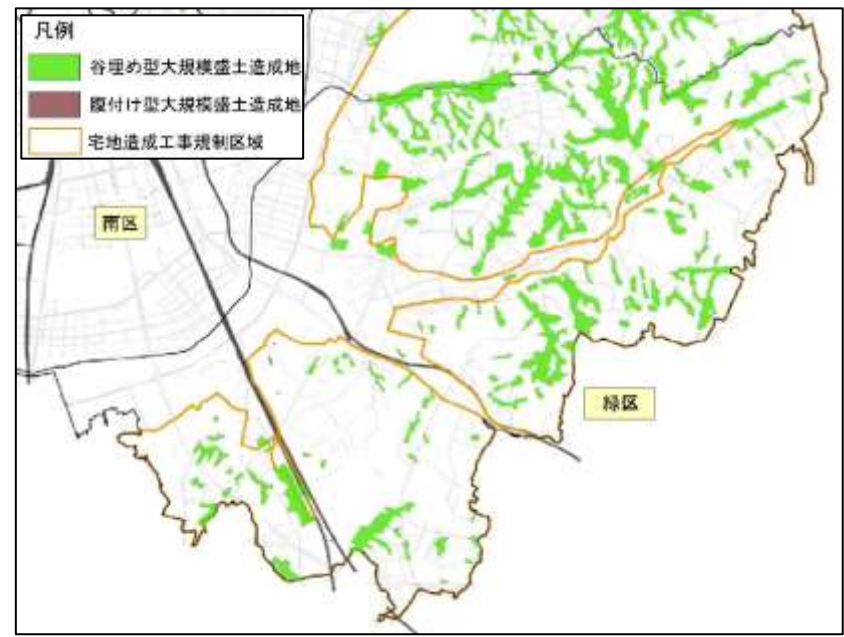 凡例
谷埋め型大規模盛土造成地
腹付け型大規模盛土造成地
宅地造成工事規制区域
南区
緑区